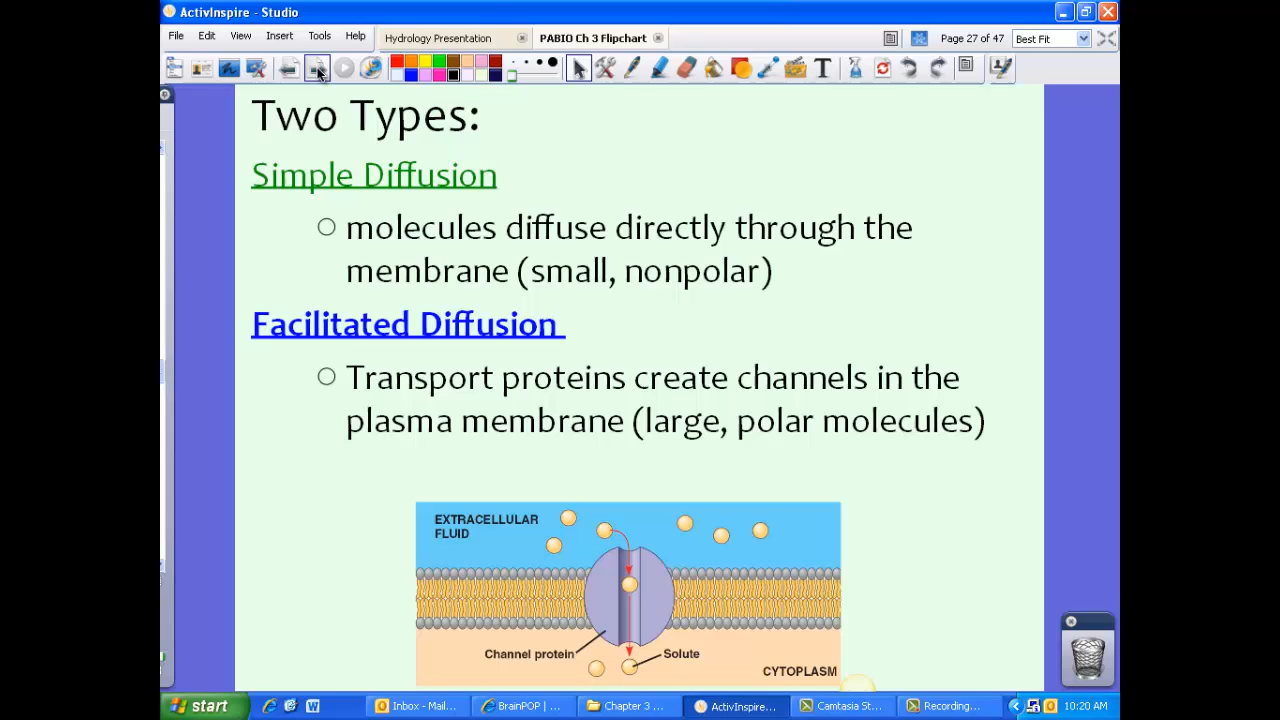 ActivInspire - Studio
File Edit View Insert Tools Help
Hydrology Presentation
PABIO Ch 3 Flipchart
Page 27 of 47
Best Fit
Two Types:
Simple Diffusion
molecules diffuse directly through the
membrane (small, nonpolar)
Facilitated Diffusion
Transport proteins create channels in the
plasma membrane (large, polar molecules)
EXTRACELLULAR
FLUID
Channel protein
Solute
CYTOPLASM
start
Inbox - Mail...
BrainPOP | ...
Chapter 3 ...
ActivInspire...
Camtasia St...
Recording...
10:20 AM